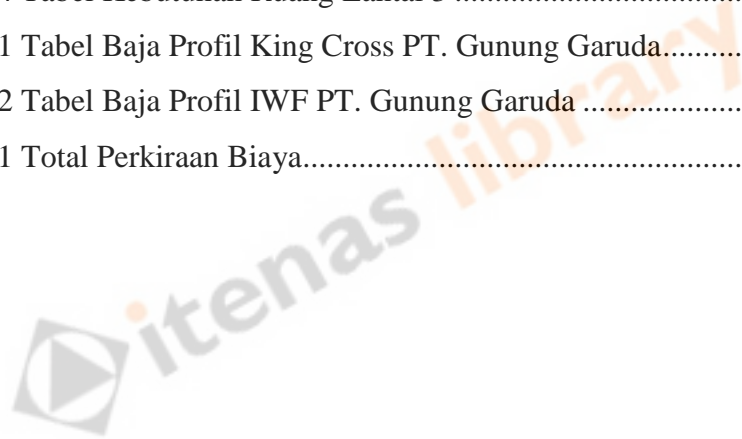 Tabel Kebutuhan Ruang Lantai 3 ....................................
1 Tabel Baja Profil King Cross PT. Gunung Garuda..........
2 Tabel Baja Profil IWF PT. Gunung Garuda ....................
1 Total Perkiraan Biaya.......................................................
itenas library